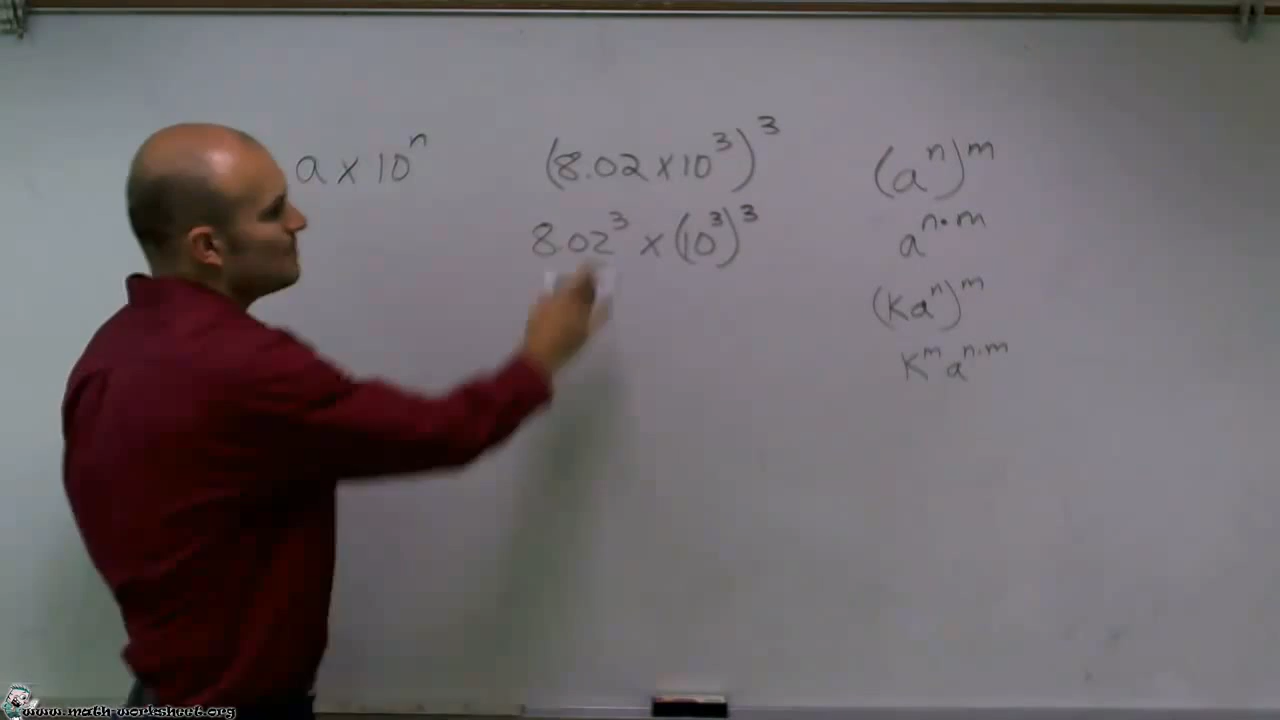 a x 10^n
(8.02 x 10^3)^3
8.02^3 x (10^3)^3
(a^n)^m
a^n·m
(Ka^n)^m
K^m a^n·m
www.math-worksheet.org